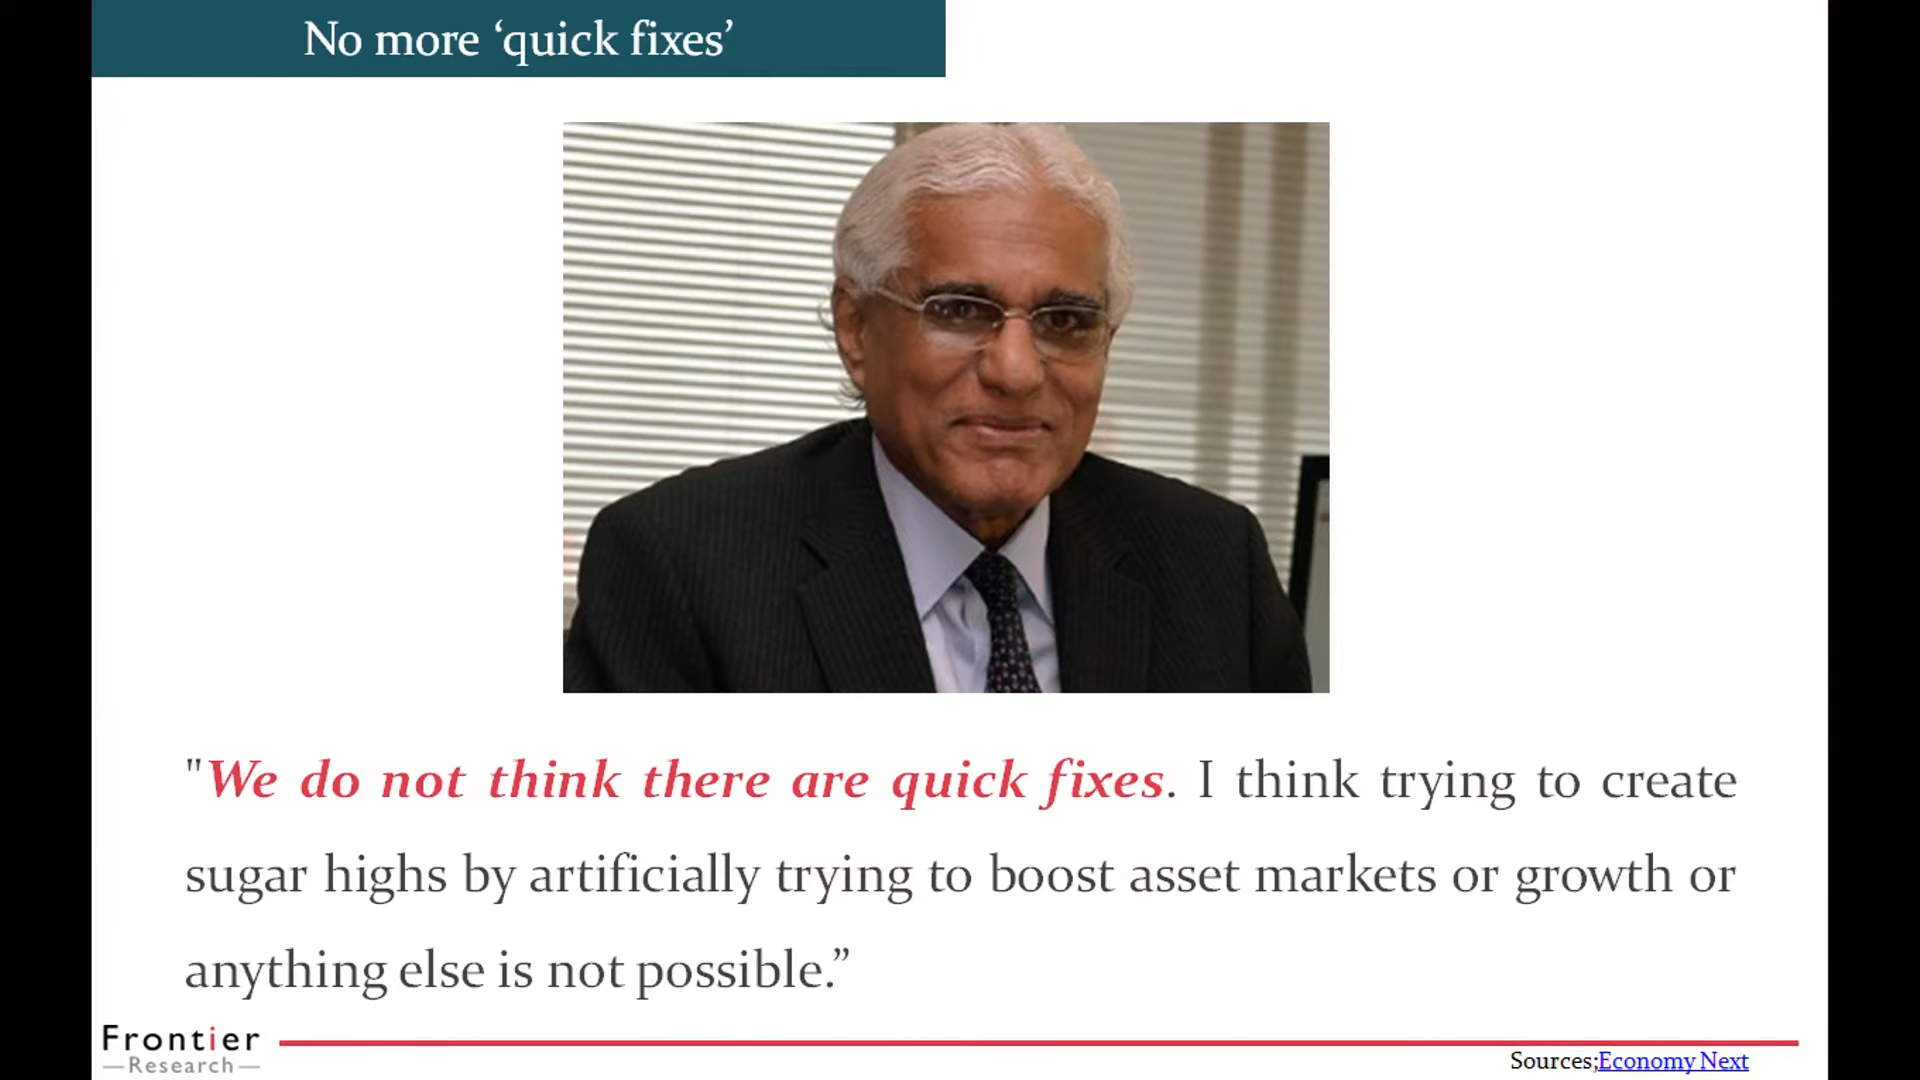 No more ‘quick fixes’
"We do not think there are quick fixes. I think trying to create
sugar highs by artificially trying to boost asset markets or growth or
anything else is not possible.”
Frontier
—Research—
Sources;Economy Next